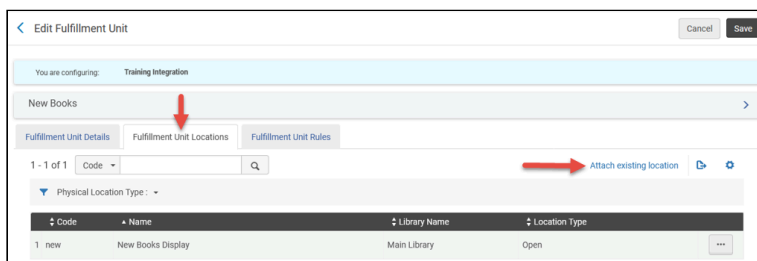 Edit Fulfillment Unit
Cancel
Save
You are configuring: Training Integration
New Books
Fulfillment Unit Details
Fulfillment Unit Locations
Fulfillment Unit Rules
1 - 1 of 1 Code
Attach existing location
Physical Location Type :
Code Name Library Name Location Type
1 new New Books Display Main Library Open